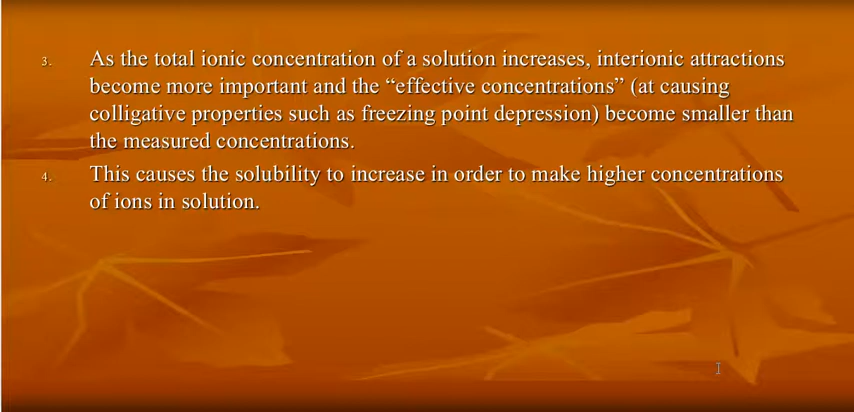 3. As the total ionic concentration of a solution increases, interionic attractions
become more important and the “effective concentrations” (at causing
colligative properties such as freezing point depression) become smaller than
the measured concentrations.
4. This causes the solubility to increase in order to make higher concentrations
of ions in solution.